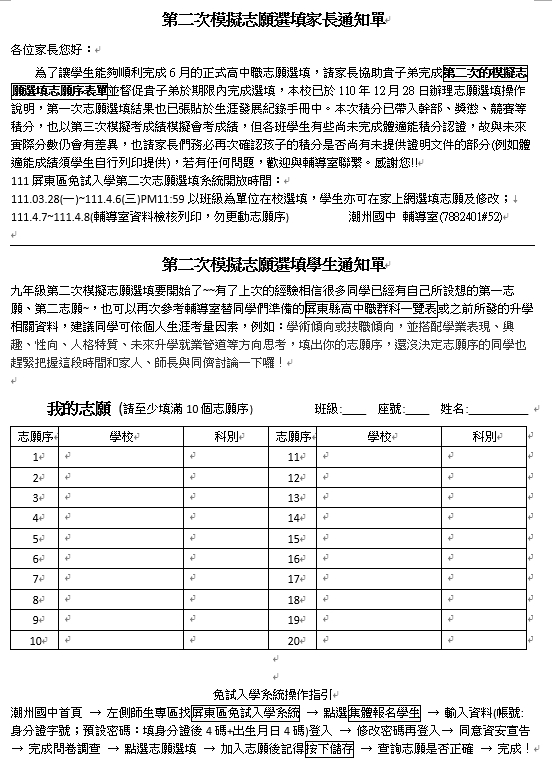 第二次模擬志願選填家長通知單
各位家長您好：
為了讓學生能夠順利完成 6 月的正式高中職志願選填，請家長協助貴子弟完成第二次的模擬志
願選填志願序表單並督促貴子弟於期限內完成選填，本校已於 110 年 12 月 28 日辦理志願選填操作
說明，第一次志願選填結果也已張貼於生涯發展紀錄手冊中。本次積分已帶入幹部、獎懲、競賽等
積分，也以第三次模擬考成績模擬會考成績，但各班學生有些尚未完成體適能積分認證，故與未來
實際分數仍會有差異，也請家長們務必再次確認孩子的積分是否尚有未提供證明文件的部分(例如體
適能成績須學生自行列印提供)，若有任何問題，歡迎與輔導室聯繫。感謝您!!
111 屏東區免試入學第二次志願選填系統開放時間：
111.03.28(一)~111.4.6(三)PM11:59 以班級為單位在校選填，學生亦可在家上網選填志願及修改；
111.4.7~111.4.8(輔導室資料檢核列印，勿更動志願序) 潮州國中 輔導室(7882401#52)
第二次模擬志願選填學生通知單
九年級第二次模擬志願選填要開始了~~有了上次的經驗相信很多同學已經有自己所設想的第一志
願、第二志願~，也可以再次參考輔導室替同學們準備的屏東縣高中職群科一覽表或之前所發的升學
相關資料，建議同學可依個人生涯考量因素，例如：學術傾向或技職傾向，並搭配學業表現、興
趣、性向、人格特質、未來升學就業管道等方向思考，填出你的志願序，還沒決定志願序的同學也
趕緊把握這段時間和家人、師長與同儕討論一下囉！
我的志願 (請至少填滿 10 個志願序) 班級:____ 座號:____ 姓名:__________
志願序 學校 科別 志願序 學校 科別
1 11
2 12
3 13
4 14
5 15
6 16
7 17
8 18
9 19
10 20
免試入學系統操作指引
潮州國中首頁 → 左側師生專區找屏東區免試入學系統 → 點選集體報名學生 → 輸入資料(帳號:
身分證字號；預設密碼：填身分證後 4 碼+出生月日 4 碼)登入 → 修改密碼再登入→ 同意資安宣告
→ 完成問卷調查 → 點選志願選填 → 加入志願後記得按下儲存 → 查詢志願是否正確 → 完成！